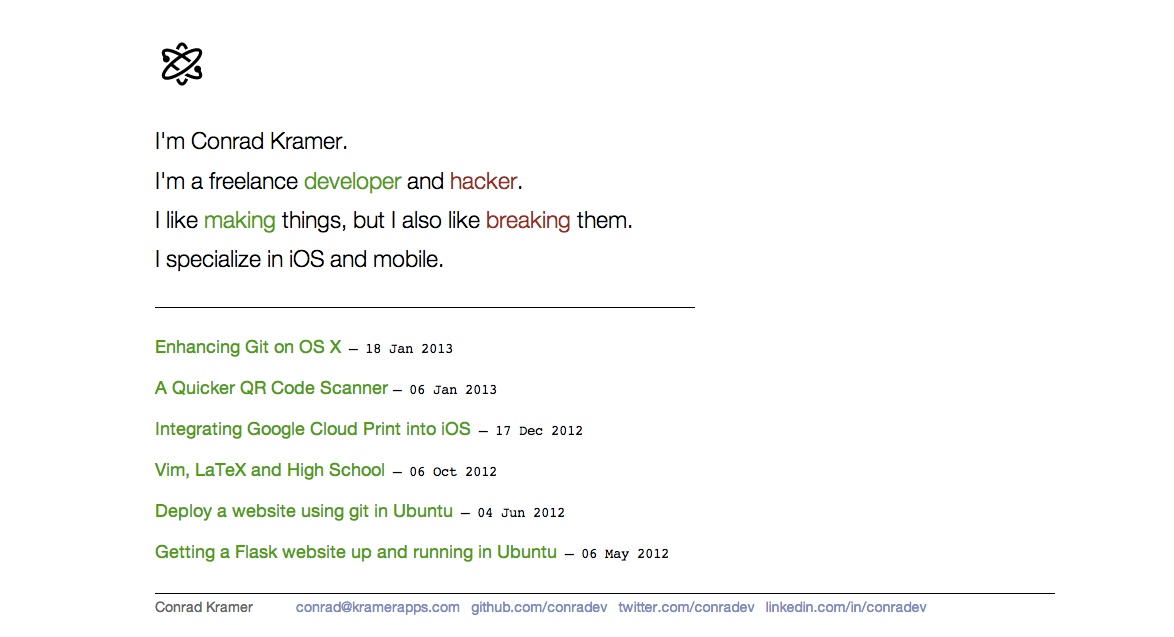 I'm Conrad Kramer.
I'm a freelance developer and hacker.
I like making things, but I also like breaking them.
I specialize in iOS and mobile.
Enhancing Git on OS X – 18 Jan 2013
A Quicker QR Code Scanner – 06 Jan 2013
Integrating Google Cloud Print into iOS – 17 Dec 2012
Vim, LaTeX and High School – 06 Oct 2012
Deploy a website using git in Ubuntu – 04 Jun 2012
Getting a Flask website up and running in Ubuntu – 06 May 2012
Conrad Kramer conrad@kramerapps.com github.com/conradev twitter.com/conradev linkedin.com/in/conradev